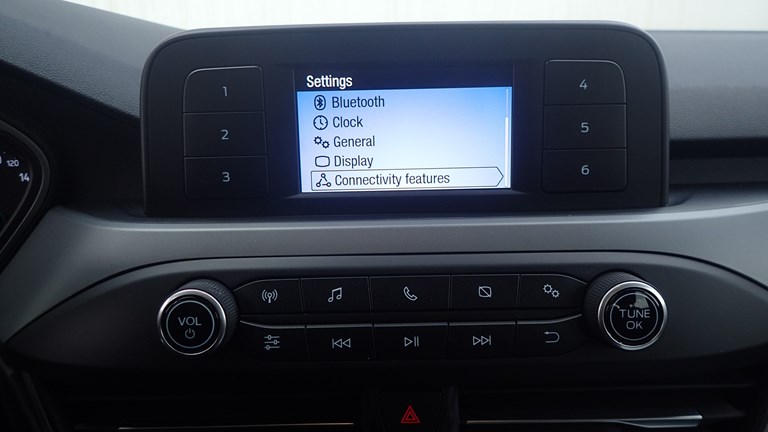 Settings
Bluetooth
Clock
General
Display
Connectivity features
1
2
3
4
5
6
120
14
VOL
TUNE
OK